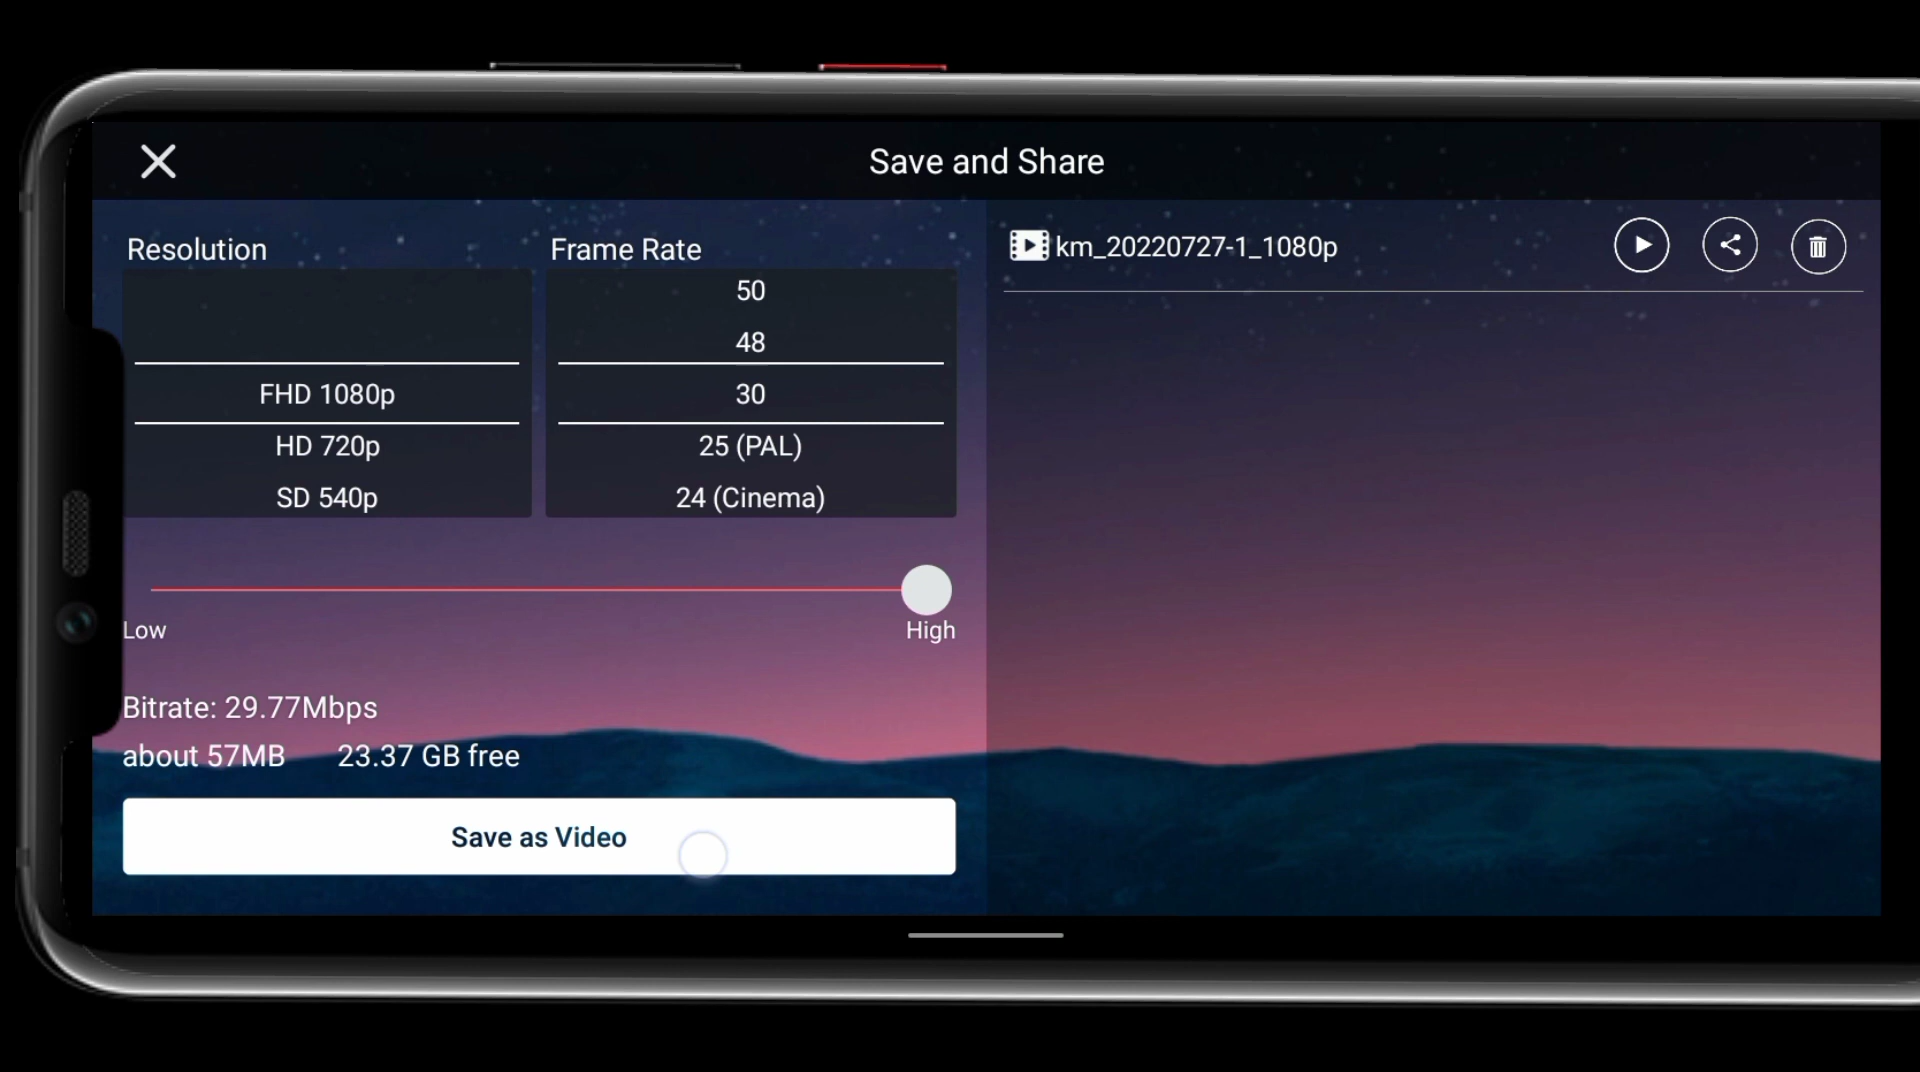 Save and Share
Resolution
FHD 1080p
HD 720p
SD 540p
Frame Rate
50
48
30
25 (PAL)
24 (Cinema)
Low
High
Bitrate: 29.77Mbps
about 57MB 23.37 GB free
Save as Video
km_20220727-1_1080p